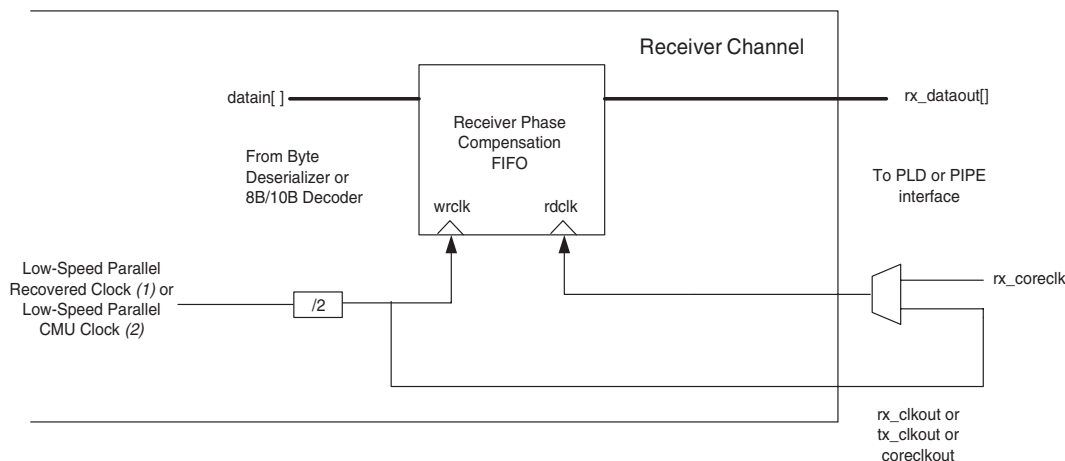 Receiver Channel
datain[ ]
rx_dataout[]
Receiver Phase
Compensation
FIFO
From Byte
Deserializer or
8B/10B Decoder
To PLD or PIPE
interface
wrclk
rdclk
Low-Speed Parallel
Recovered Clock (1) or
Low-Speed Parallel
CMU Clock (2)
/2
rx_coreclk
rx_clkout or
tx_clkout or
coreclkout